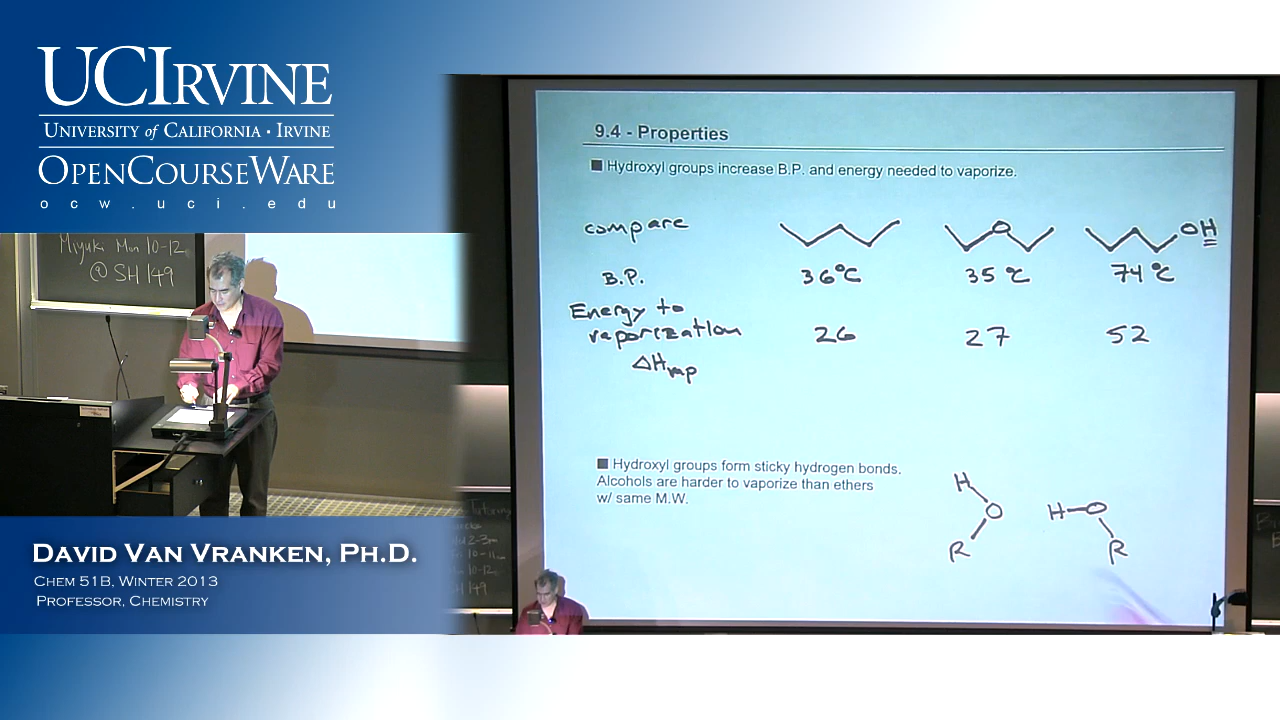 UCIRVINE
UNIVERSITY of CALIFORNIA · IRVINE
OPENCOURSEWARE
ocw.uci.edu
Miyuki Mon 10-12
@ SH 149
DAVID VAN VRANKEN, PH.D.
CHEM 51B, WINTER 2013
PROFESSOR, CHEMISTRY
9.4 - Properties
Hydroxyl groups increase B.P. and energy needed to vaporize.
compare O OH
B.P. 36°C 35°C 74°C
Energy to
vaporization 26 27 52
ΔHvap
Hydroxyl groups form sticky hydrogen bonds.
Alcohols are harder to vaporize than ethers
w/ same M.W.
H
O H-O
R R